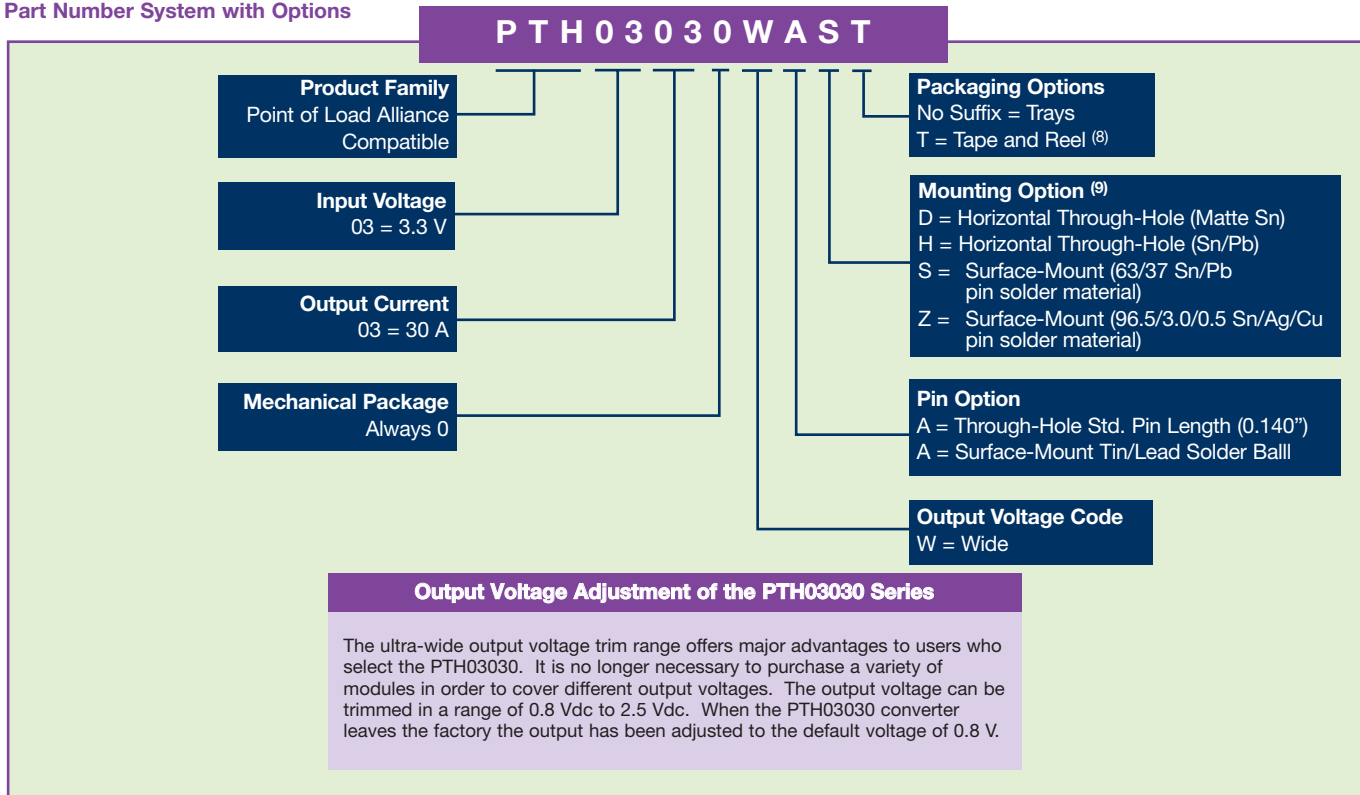 Part Number System with Options
PTH03030WAST
Product Family
Point of Load Alliance
Compatible
Input Voltage
03 = 3.3 V
Output Current
03 = 30 A
Mechanical Package
Always 0
Packaging Options
No Suffix = Trays
T = Tape and Reel (8)
Mounting Option (9)
D = Horizontal Through-Hole (Matte Sn)
H = Horizontal Through-Hole (Sn/Pb)
S = Surface-Mount (63/37 Sn/Pb
pin solder material)
Z = Surface-Mount (96.5/3.0/0.5 Sn/Ag/Cu
pin solder material)
Pin Option
A = Through-Hole Std. Pin Length (0.140”)
A = Surface-Mount Tin/Lead Solder Balll
Output Voltage Code
W = Wide
Output Voltage Adjustment of the PTH03030 Series
The ultra-wide output voltage trim range offers major advantages to users who
select the PTH03030. It is no longer necessary to purchase a variety of
modules in order to cover different output voltages. The output voltage can be
trimmed in a range of 0.8 Vdc to 2.5 Vdc. When the PTH03030 converter
leaves the factory the output has been adjusted to the default voltage of 0.8 V.